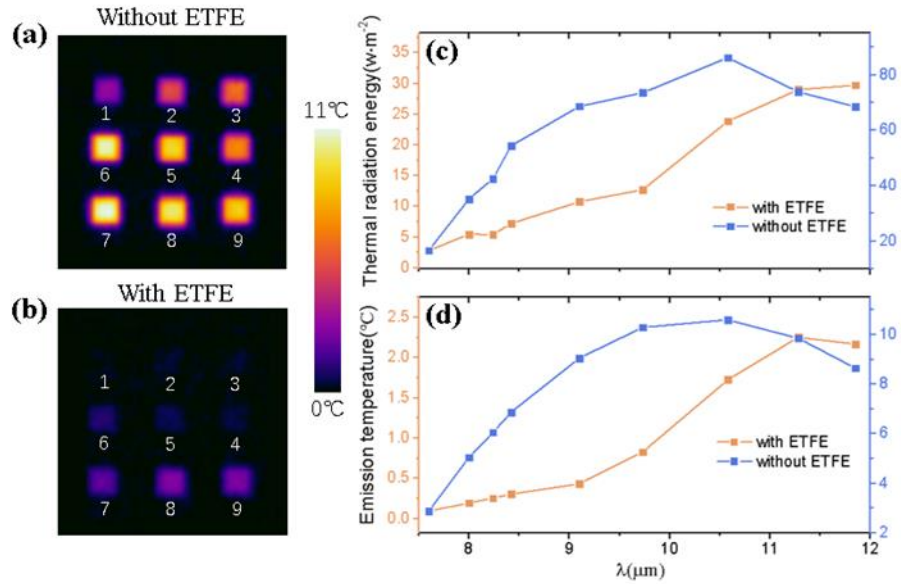 Without ETFE
(a)
1 2 3
6 5 4
7 8 9
11℃
0℃
With ETFE
(b)
1 2 3
6 5 4
7 8 9
(c)
Thermal radiation energy(w·m-2)
35
30
25
20
15
10
5
0
80
60
40
20
with ETFE
without ETFE
(d)
Emission temperature(℃)
2.5
2.0
1.5
1.0
0.5
0.0
10
8
6
4
2
with ETFE
without ETFE
8 9 10 11 12
λ(μm)